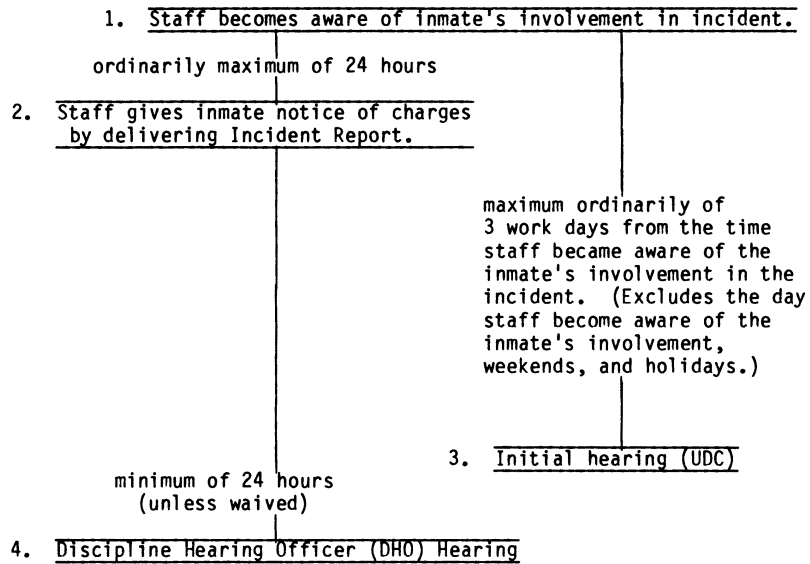 1. Staff becomes aware of inmate's involvement in incident.
ordinarily maximum of 24 hours
2. Staff gives inmate notice of charges
by delivering Incident Report.
maximum ordinarily of
3 work days from the time
staff became aware of the
inmate's involvement in the
incident. (Excludes the day
staff become aware of the
inmate's involvement,
weekends, and holidays.)
3. Initial hearing (UDC)
minimum of 24 hours
(unless waived)
4. Discipline Hearing Officer (DHO) Hearing